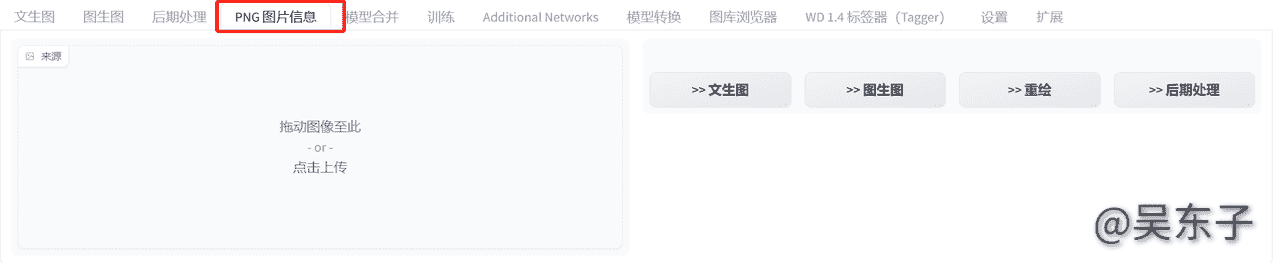 文生图 图生图 后期处理 PNG 图片信息 模型合并 训练 Additional Networks 模型转换 图库浏览器 WD 1.4 标签器（Tagger） 设置 扩展
来源
拖动图像至此
- or -
点击上传
>> 文生图 >> 图生图 >> 重绘 >> 后期处理
@吴东子